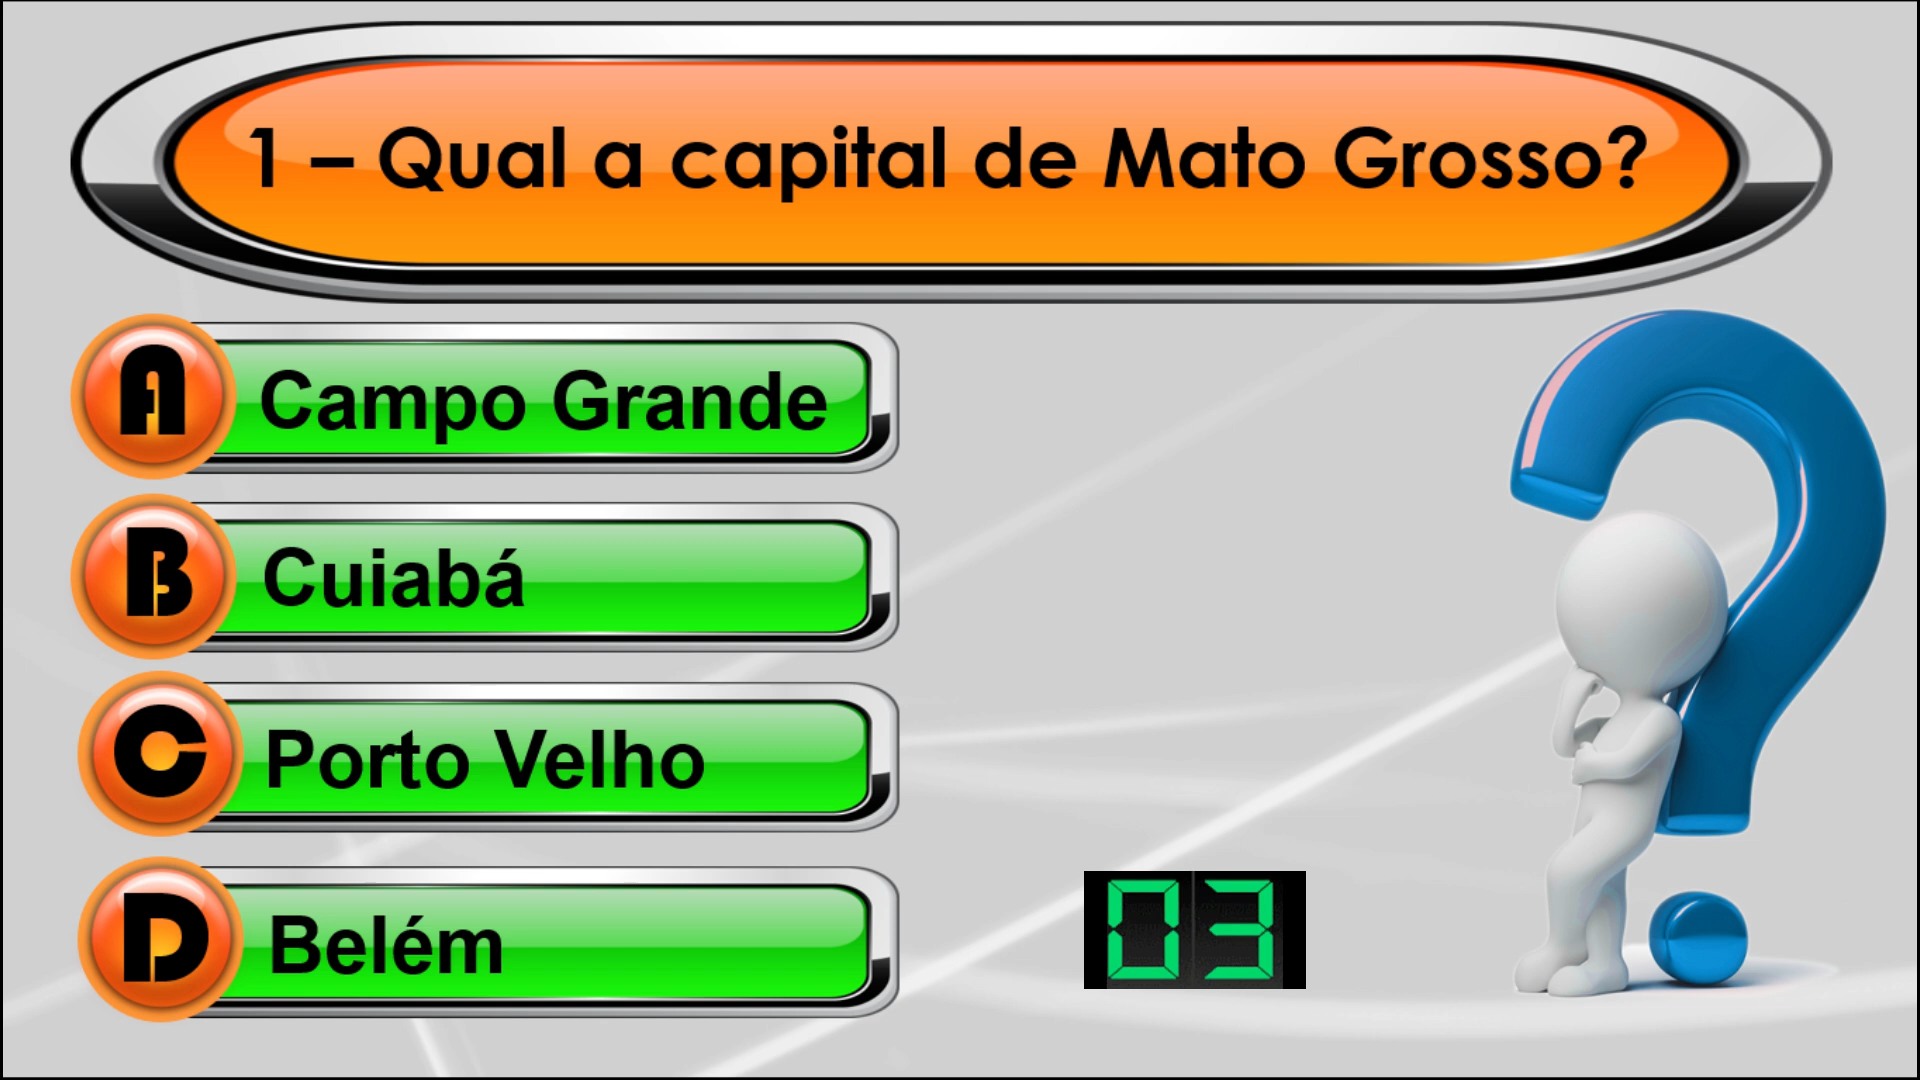 1 – Qual a capital de Mato Grosso?
A Campo Grande
B Cuiabá
C Porto Velho
D Belém
03